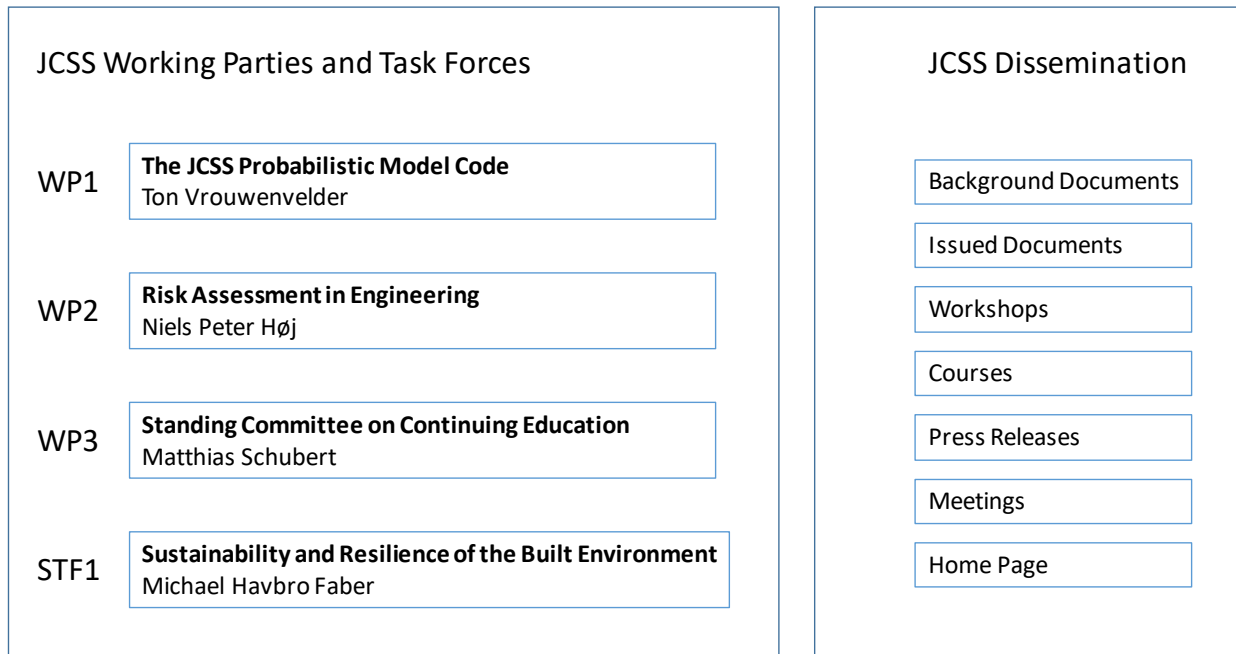 JCSS Working Parties and Task Forces
WP1
The JCSS Probabilistic Model Code
Ton Vrouwenvelder
WP2
Risk Assessment in Engineering
Niels Peter Høj
WP3
Standing Committee on Continuing Education
Matthias Schubert
STF1
Sustainability and Resilience of the Built Environment
Michael Havbro Faber
JCSS Dissemination
Background Documents
Issued Documents
Workshops
Courses
Press Releases
Meetings
Home Page